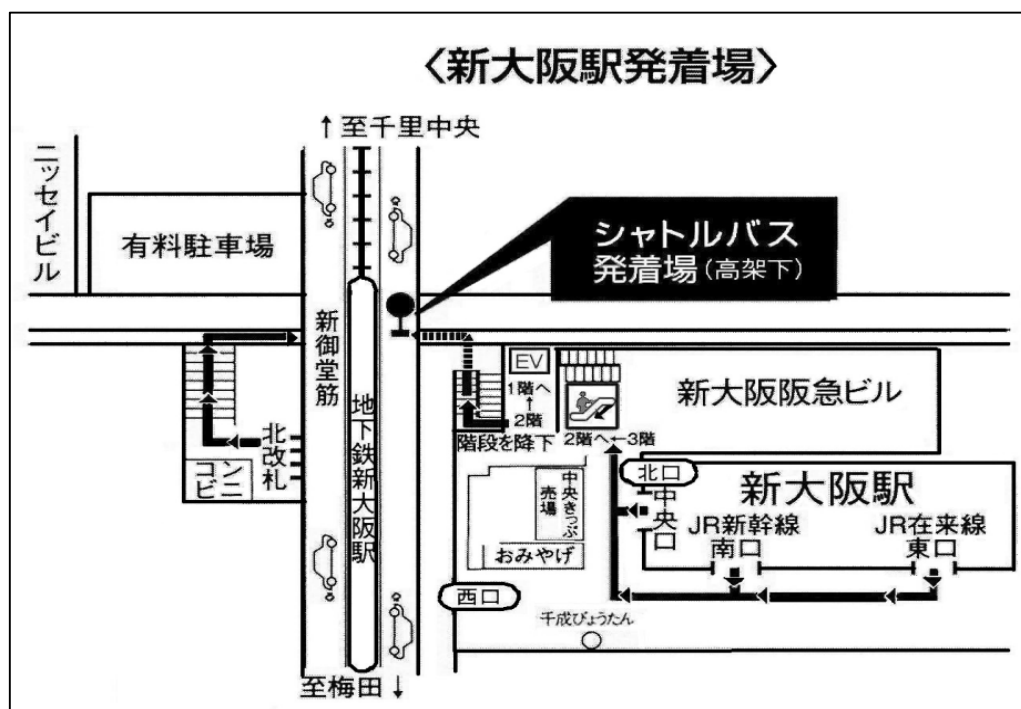 〈新大阪駅発着場〉
↑至千里中央
ニッセイビル
有料駐車場
シャトルバス
発着場(高架下)
新御堂筋
地下鉄新大阪駅
EV
1階へ
↑
2階
階段を降下
2階へ←3階
新大阪阪急ビル
北改札
コンビニ
中央きっぷ
売場
おみやげ
北口
中央口
新大阪駅
JR新幹線
南口
JR在来線
東口
西口
千成びょうたん
至梅田↓